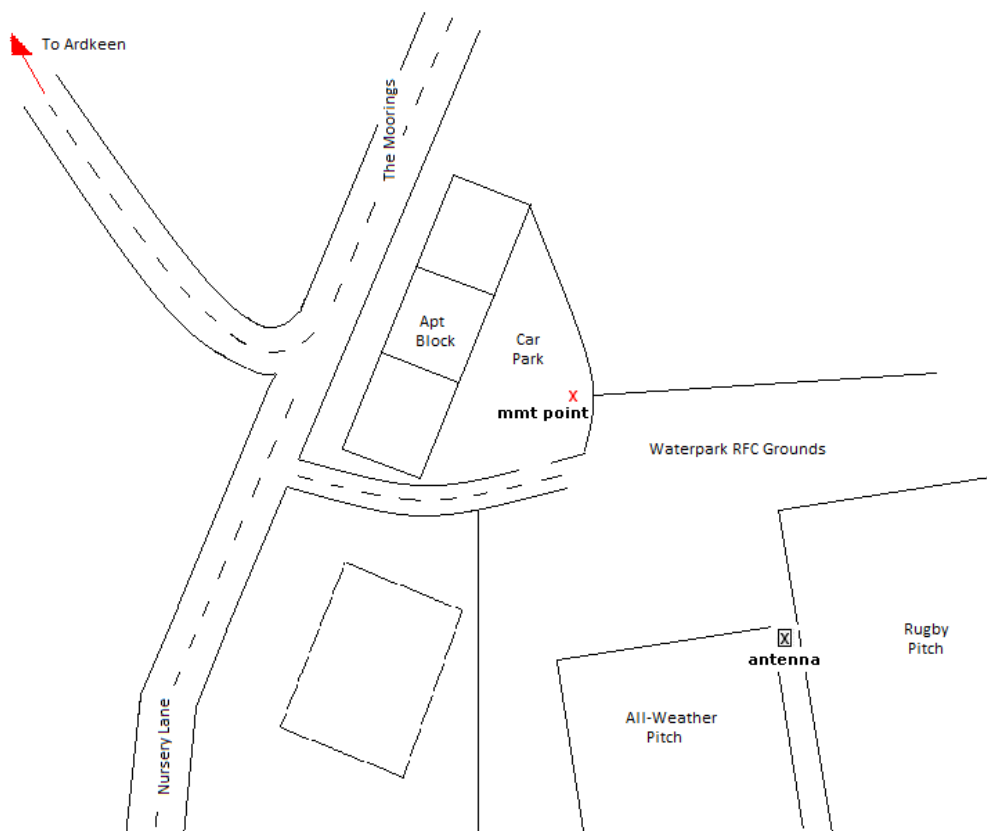 To Ardkeen
The Moorings
Apt
Block
Car
Park
X
mmt point
Waterpark RFC Grounds
X
antenna
Rugby
Pitch
All-Weather
Pitch
Nursery Lane